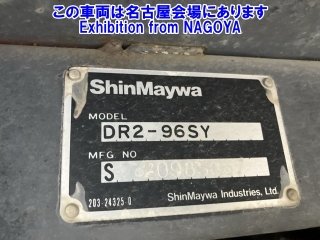 この車両は名古屋会場にあります
Exhibition from NAGOYA
ShinMaywa
MODEL
DR2-96SY
MFG. NO
S
ShinMaywa Industries, Ltd.
203-24325 0